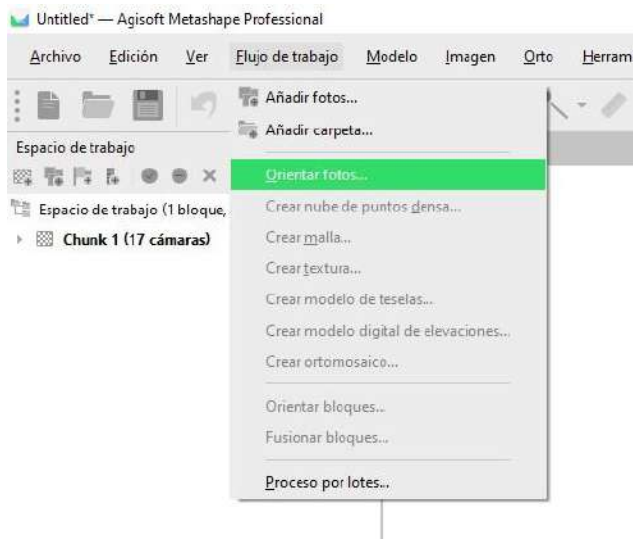 Untitled* — Agisoft Metashape Professional
Archivo Edición Ver Flujo de trabajo Modelo Imagen Orto Herram
Añadir fotos...
Añadir carpeta...
Espacio de trabajo
Orientar fotos...
Espacio de trabajo (1 bloque,
Crear nube de puntos densa...
Chunk 1 (17 cámaras)
Crear malla...
Crear textura...
Crear modelo de teselas...
Crear modelo digital de elevaciones...
Crear ortomosaico...
Orientar bloques...
Fusionar bloques...
Proceso por lotes...